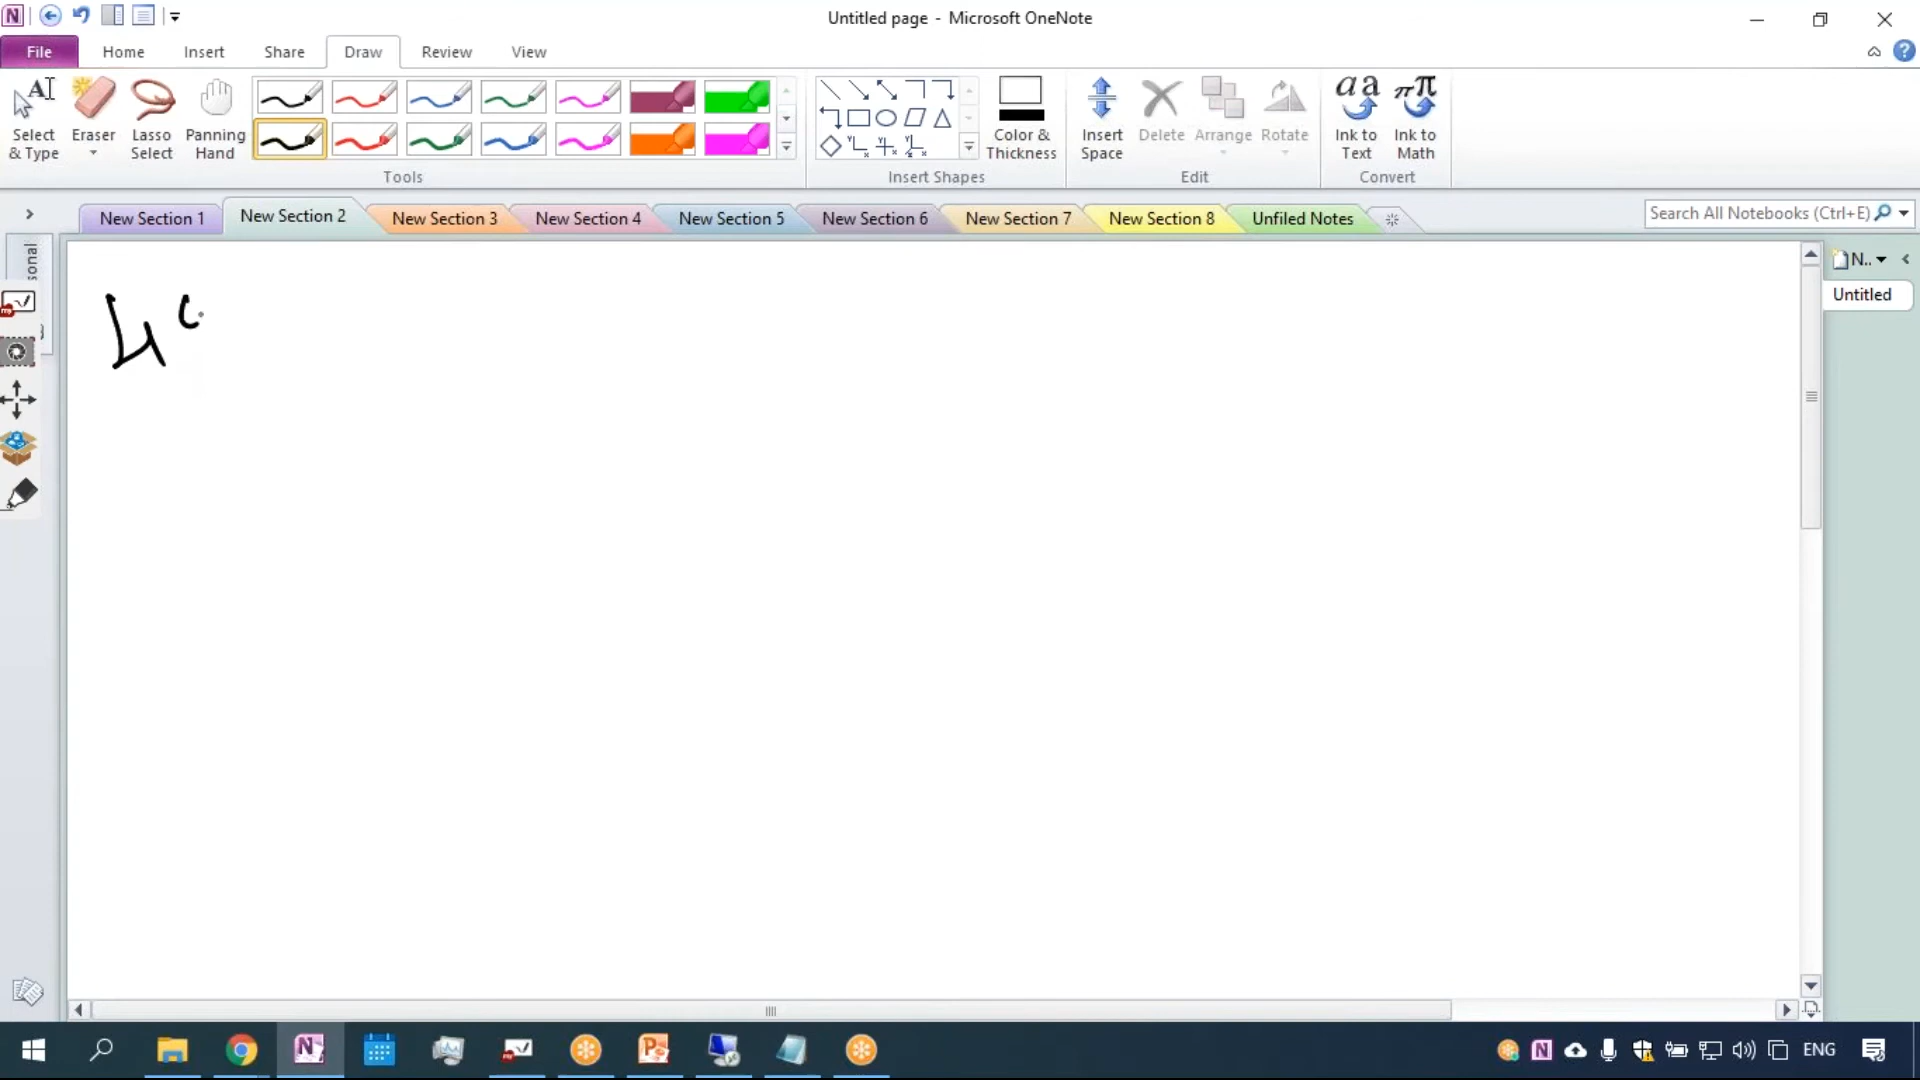 Untitled page - Microsoft OneNote
File Home Insert Share Draw Review View
Select & Type
Eraser
Lasso Select
Panning Hand
Color & Thickness
Insert Space
Delete
Arrange
Rotate
Ink to Text
Ink to Math
Tools
Insert Shapes
Edit
Convert
New Section 1 New Section 2 New Section 3 New Section 4 New Section 5 New Section 6 New Section 7 New Section 8 Unfiled Notes
Search All Notebooks (Ctrl+E)
N..
Untitled
sonal
ENG